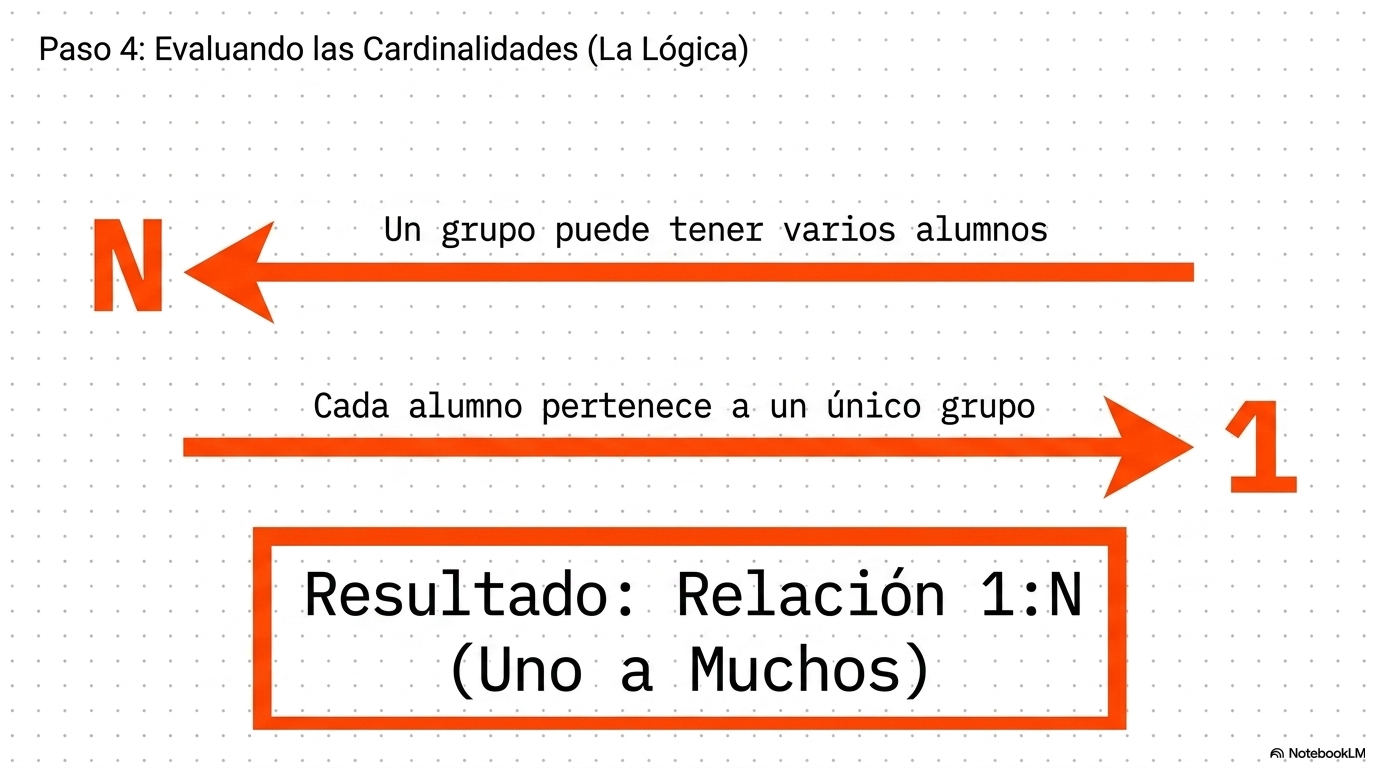 Paso 4: Evaluando las Cardinalidades (La Lógica)
Un grupo puede tener varios alumnos
N
Cada alumno pertenece a un único grupo
1
Resultado: Relación 1:N
(Uno a Muchos)
NotebookLM